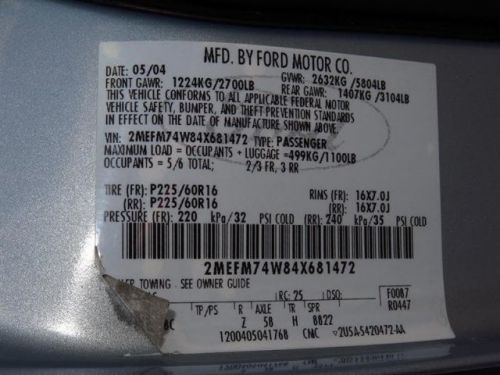 MFD. BY FORD MOTOR CO.
DATE: 05/04 GVWR: 2632KG /5804LB
FRONT GAWR: 1224KG/2700LB REAR GAWR: 1407KG /3104LB
THIS VEHICLE CONFORMS TO ALL APPLICABLE FEDERAL MOTOR
VEHICLE SAFETY, BUMPER, AND THEFT PREVENTION STANDARDS
IN EFFECT ON THE DATE OF MANUFACTURE SHOWN ABOVE.
VIN: 2MEFM74W84X681472 TYPE: PASSENGER
MAXIMUM LOAD = OCCUPANTS + LUGGAGE =499KG/1100LB
OCCUPANTS = 5/6 TOTAL; 2/3 FR, 3 RR
TIRE (FR): P225/60R16 RIMS (FR): 16X7.0J
(RR): P225/60R16 (RR): 16X7.0J
PRESSURE (FR): 220 kPa/32 PSI COLD (RR): 240 kPa/35 PSI COLD
2MEFM74W84X681472
TOWING - SEE OWNER GUIDE
RC: 25 DSO: F0087
TP/PS R AXLE TR SPR R0447
Z 58 H 8822
1200405041768 CMC 2U5A-5420472-AA